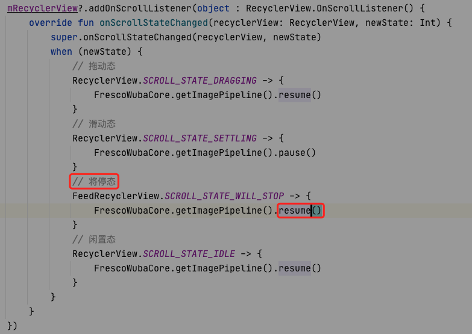 mRecyclerView?.addOnScrollListener(object : RecyclerView.OnScrollListener() {
override fun onScrollStateChanged(recyclerView: RecyclerView, newState: Int) {
super.onScrollStateChanged(recyclerView, newState)
when (newState) {
// 拖动态
RecyclerView.SCROLL_STATE_DRAGGING -> {
FrescoWubaCore.getImagePipeline().resume()
}
// 滑动态
RecyclerView.SCROLL_STATE_SETTLING -> {
FrescoWubaCore.getImagePipeline().pause()
}
// 将停态
FeedRecyclerView.SCROLL_STATE_WILL_STOP -> {
FrescoWubaCore.getImagePipeline().resume()
}
// 闲置态
RecyclerView.SCROLL_STATE_IDLE -> {
FrescoWubaCore.getImagePipeline().resume()
}
}
}
})